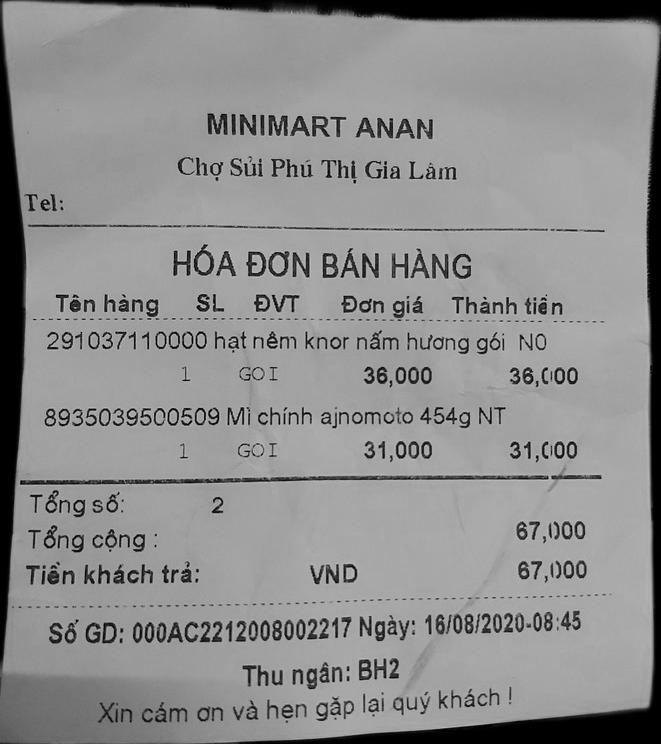 MINIMART ANAN
Chợ Sủi Phú Thị Gia Lâm
Tel:
HÓA ĐƠN BÁN HÀNG
Tên hàng SL ĐVT Đơn giá Thành tiền
291037110000 hạt nêm knor nấm hương gói N0
1 GOI 36,000 36,000
8935039500509 Mì chính ajnomoto 454g NT
1 GOI 31,000 31,000
Tổng số: 2
Tổng cộng : 67,000
Tiền khách trả: VND 67,000
Số GD: 000AC2212008002217 Ngày: 16/08/2020-08:45
Thu ngân: BH2
Xin cám ơn và hẹn gặp lại quý khách !